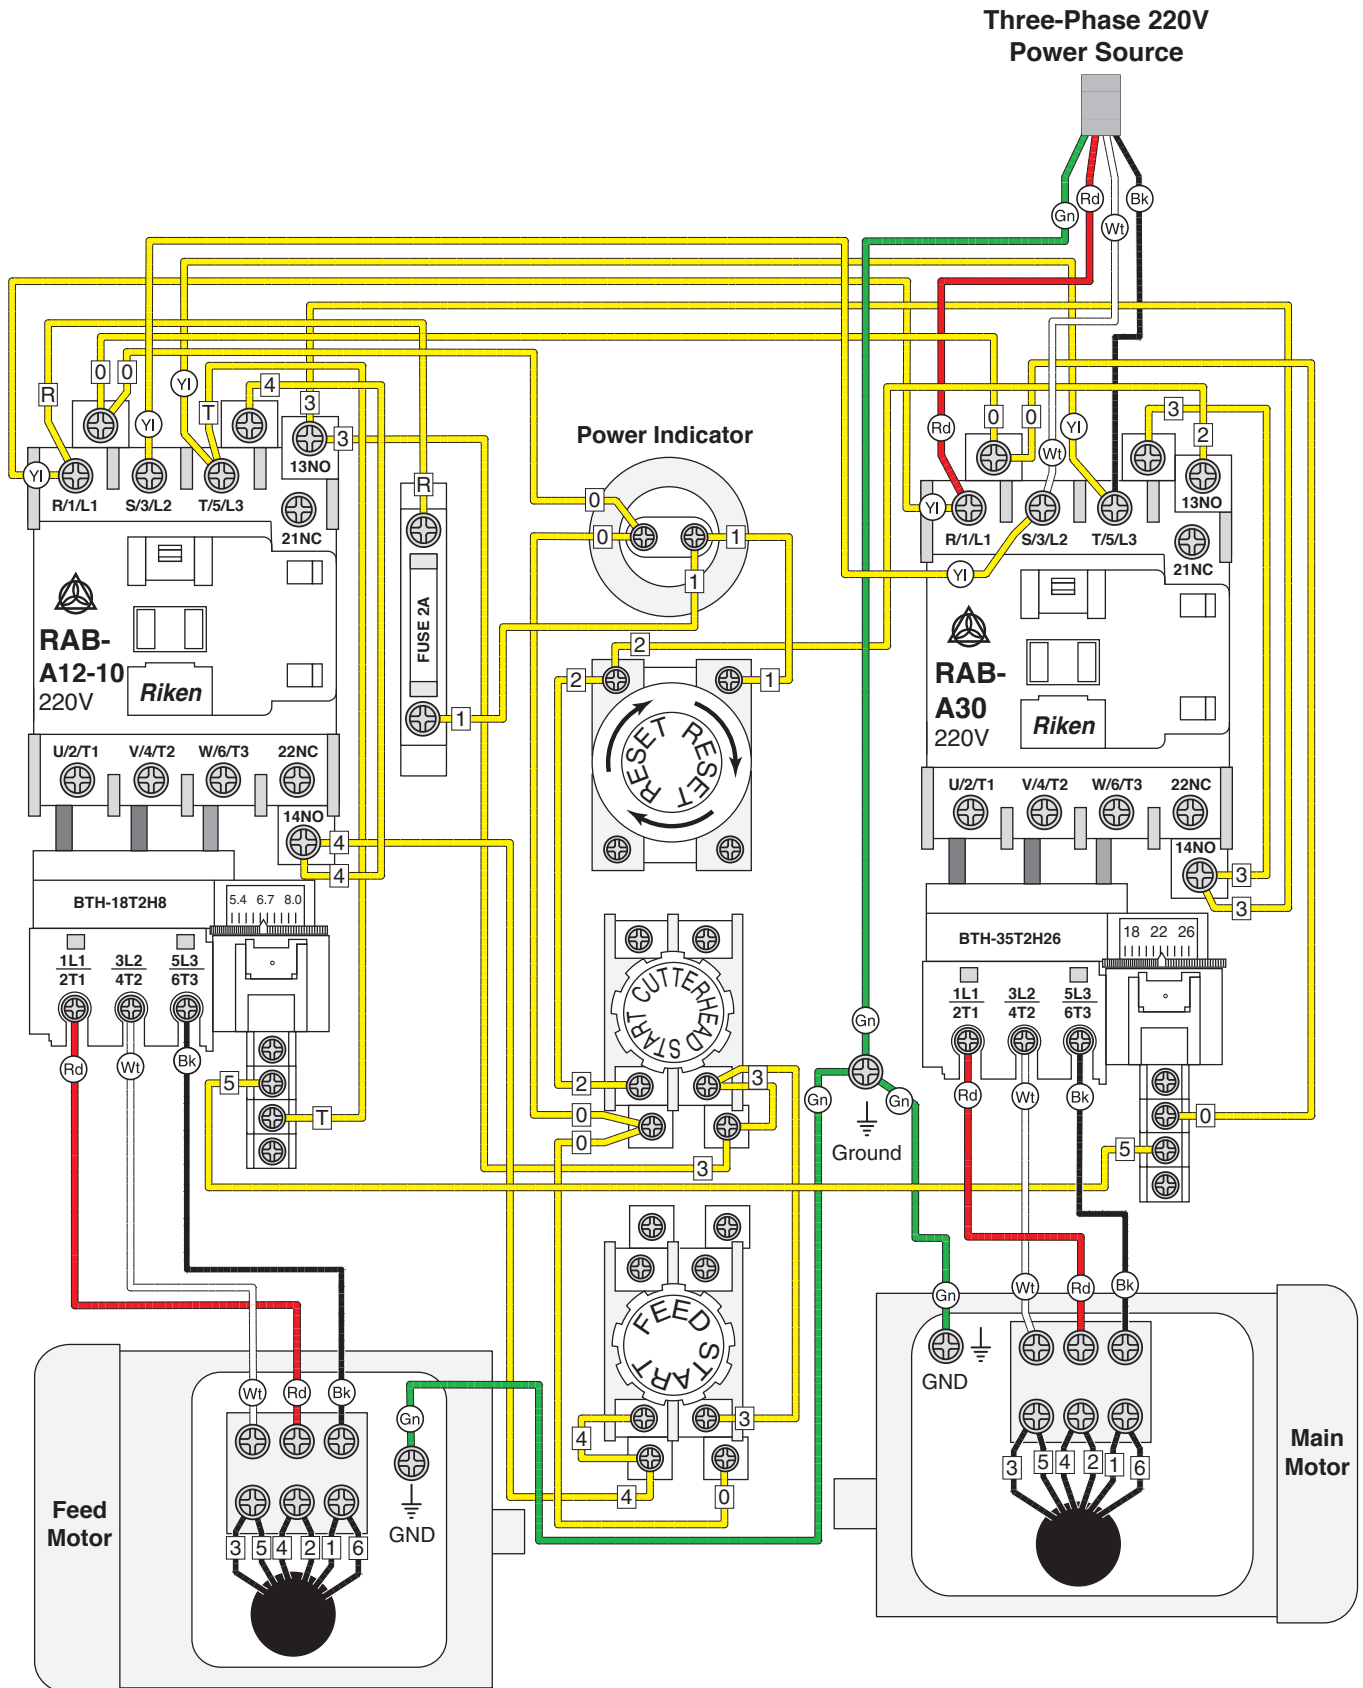 Three-Phase 220V
Power Source
Gn
Rd
Wt
Bk
R
0
0
Yl
Yl
T
4
3
3
Yl
13NO
R/1/L1 S/3/L2 T/5/L3
21NC
RAB-
A12-10
220V
Riken
U/2/T1 V/4/T2 W/6/T3 22NC
14NO
4
4
BTH-18T2H8
5.4 6.7 8.0
1L1 3L2 5L3
2T1 4T2 6T3
Rd
Wt
Bk
5
T
R
FUSE 2A
1
Power Indicator
0
0
1
1
2
2
1
RESET RESET
CUTTERHEAD START
2
3
0
0
3
FEED START
4
3
4
0
Rd
0
0
Wt
Yl
3
2
Yl
13NO
R/1/L1 S/3/L2 T/5/L3
21NC
Yl
RAB-
A30
220V
Riken
U/2/T1 V/4/T2 W/6/T3 22NC
14NO
3
3
BTH-35T2H26
18 22 26
1L1 3L2 5L3
2T1 4T2 6T3
Rd
Wt
Bk
0
5
Gn
Gn
Gn
Ground
Wt
Rd
Bk
Gn
GND
3 5 4 2 1 6
Feed
Motor
Gn
Wt
Rd
Bk
GND
3 5 4 2 1 6
Main
Motor